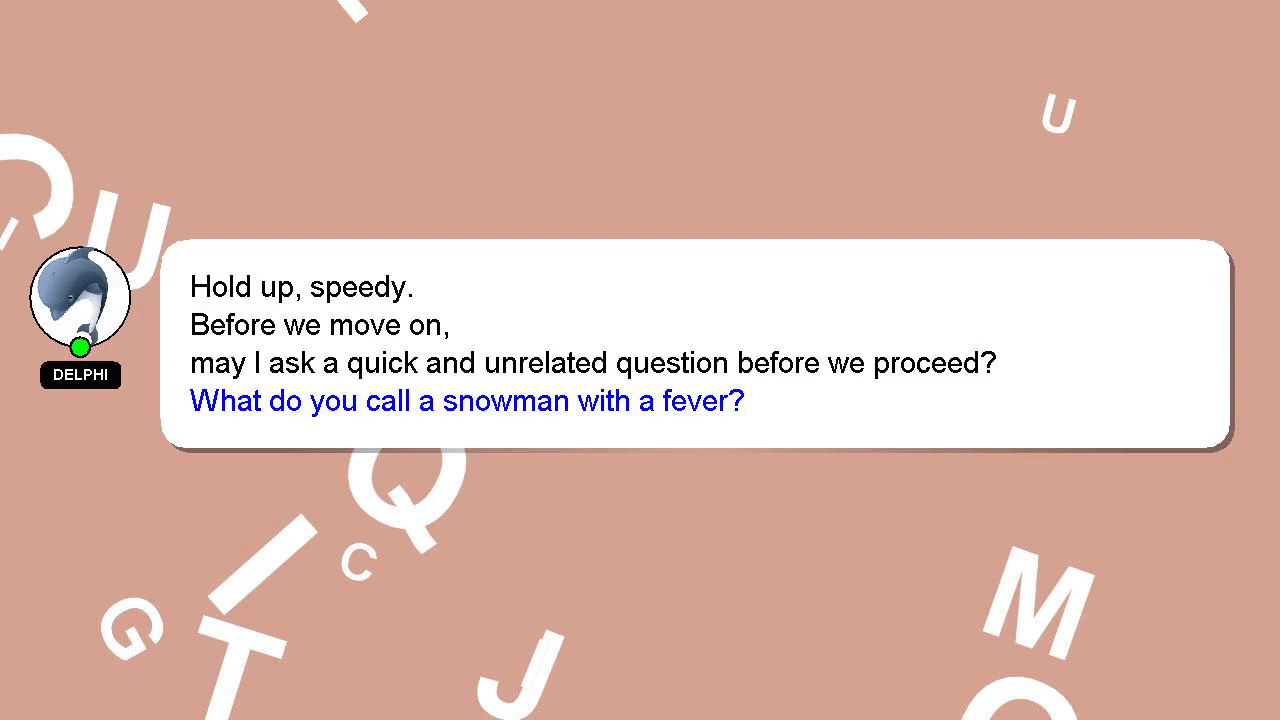 U
C
U
Hold up, speedy.
Before we move on,
may I ask a quick and unrelated question before we proceed?
What do you call a snowman with a fever?
DELPHI
Q
I
C
G
T
J
M